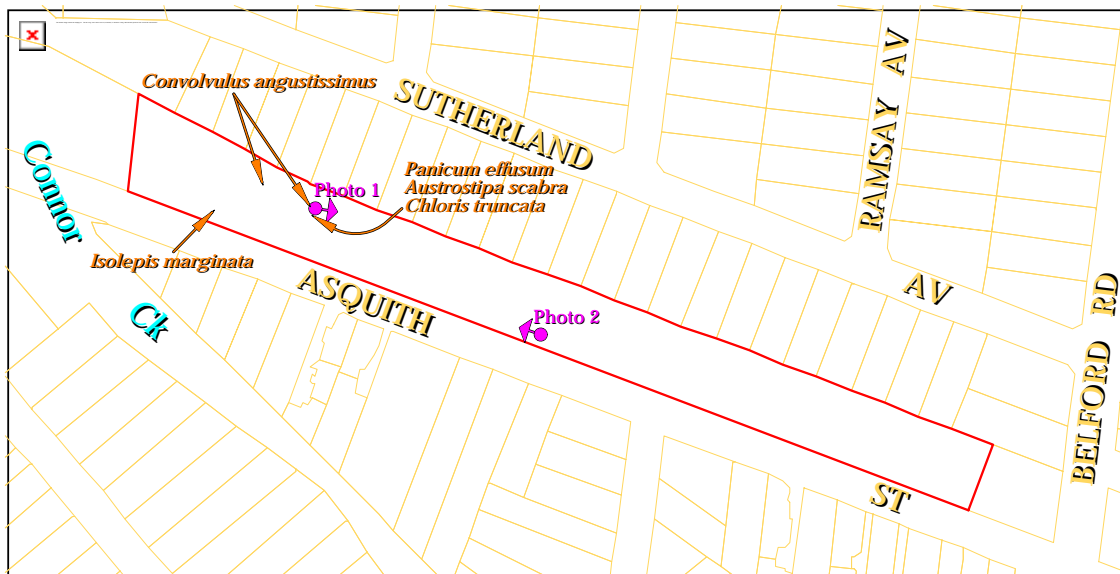 Convolvulus angustissimus
SUTHERLAND
RAMSAY AV
Connor
Panicum effusum
Austrostipa scabra
Chloris truncata
Photo 1
Isolepis marginata
ASQUITH
AV
BELFORD RD
Ck
Photo 2
ST